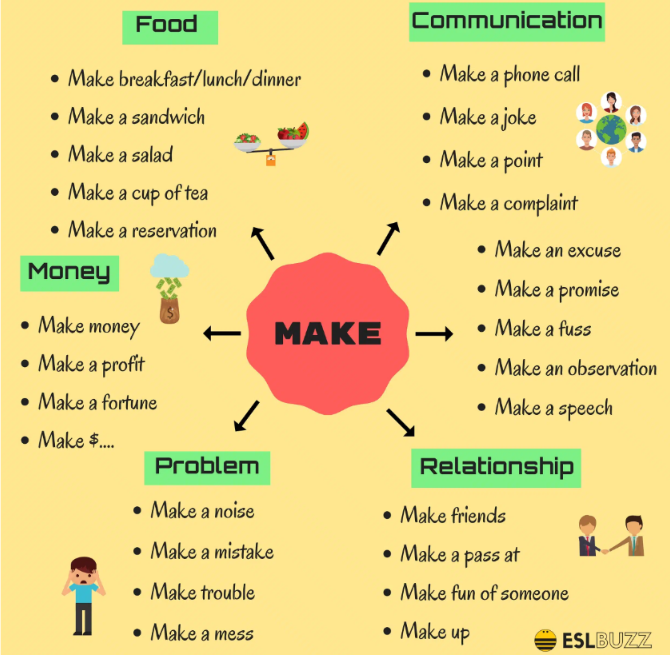 Food
Make breakfast/lunch/dinner
Make a sandwich
Make a salad
Make a cup of tea
Make a reservation
Communication
Make a phone call
Make a joke
Make a point
Make a complaint
Make an excuse
Make a promise
Make a fuss
Make an observation
Make a speech
Money
Make money
Make a profit
Make a fortune
Make $....
MAKE
$
Problem
Make a noise
Make a mistake
Make trouble
Make a mess
Relationship
Make friends
Make a pass at
Make fun of someone
Make up
ESLBUZZ